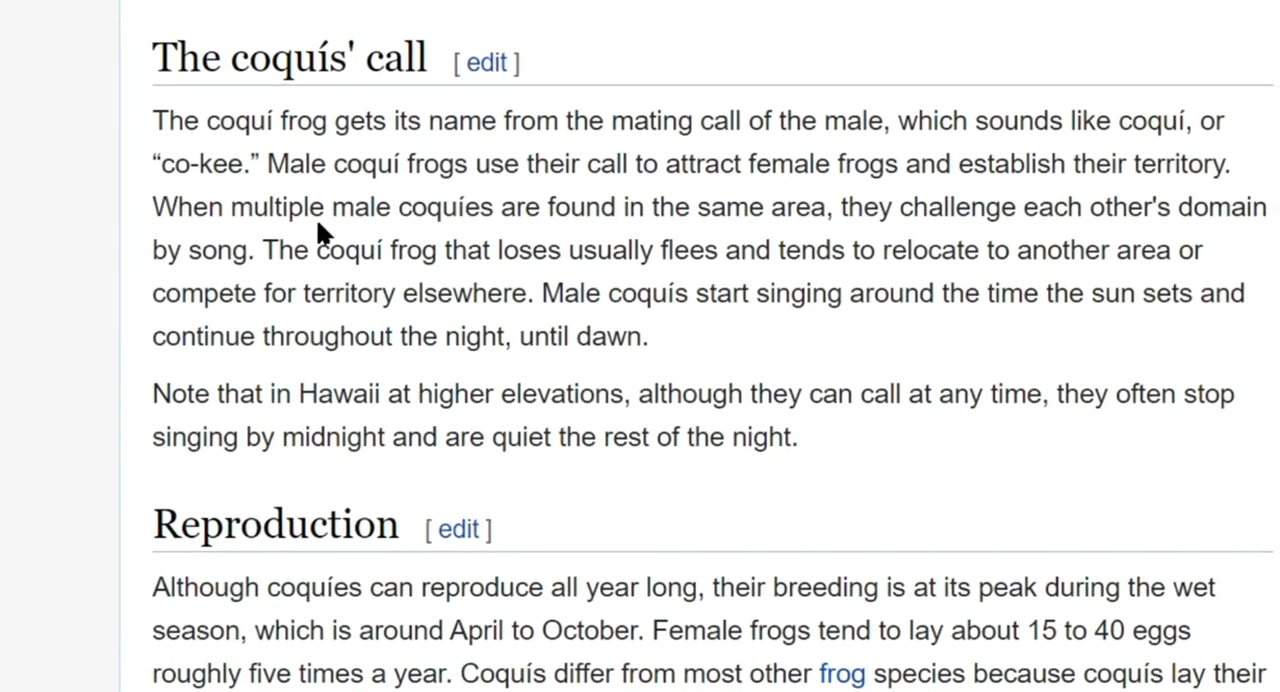 The coquís' call [ edit ]
The coquí frog gets its name from the mating call of the male, which sounds like coquí, or
“co-kee.” Male coquí frogs use their call to attract female frogs and establish their territory.
When multiple male coquíes are found in the same area, they challenge each other's domain
by song. The coquí frog that loses usually flees and tends to relocate to another area or
compete for territory elsewhere. Male coquís start singing around the time the sun sets and
continue throughout the night, until dawn.
Note that in Hawaii at higher elevations, although they can call at any time, they often stop
singing by midnight and are quiet the rest of the night.
Reproduction [ edit ]
Although coquíes can reproduce all year long, their breeding is at its peak during the wet
season, which is around April to October. Female frogs tend to lay about 15 to 40 eggs
roughly five times a year. Coquís differ from most other frog species because coquís lay their